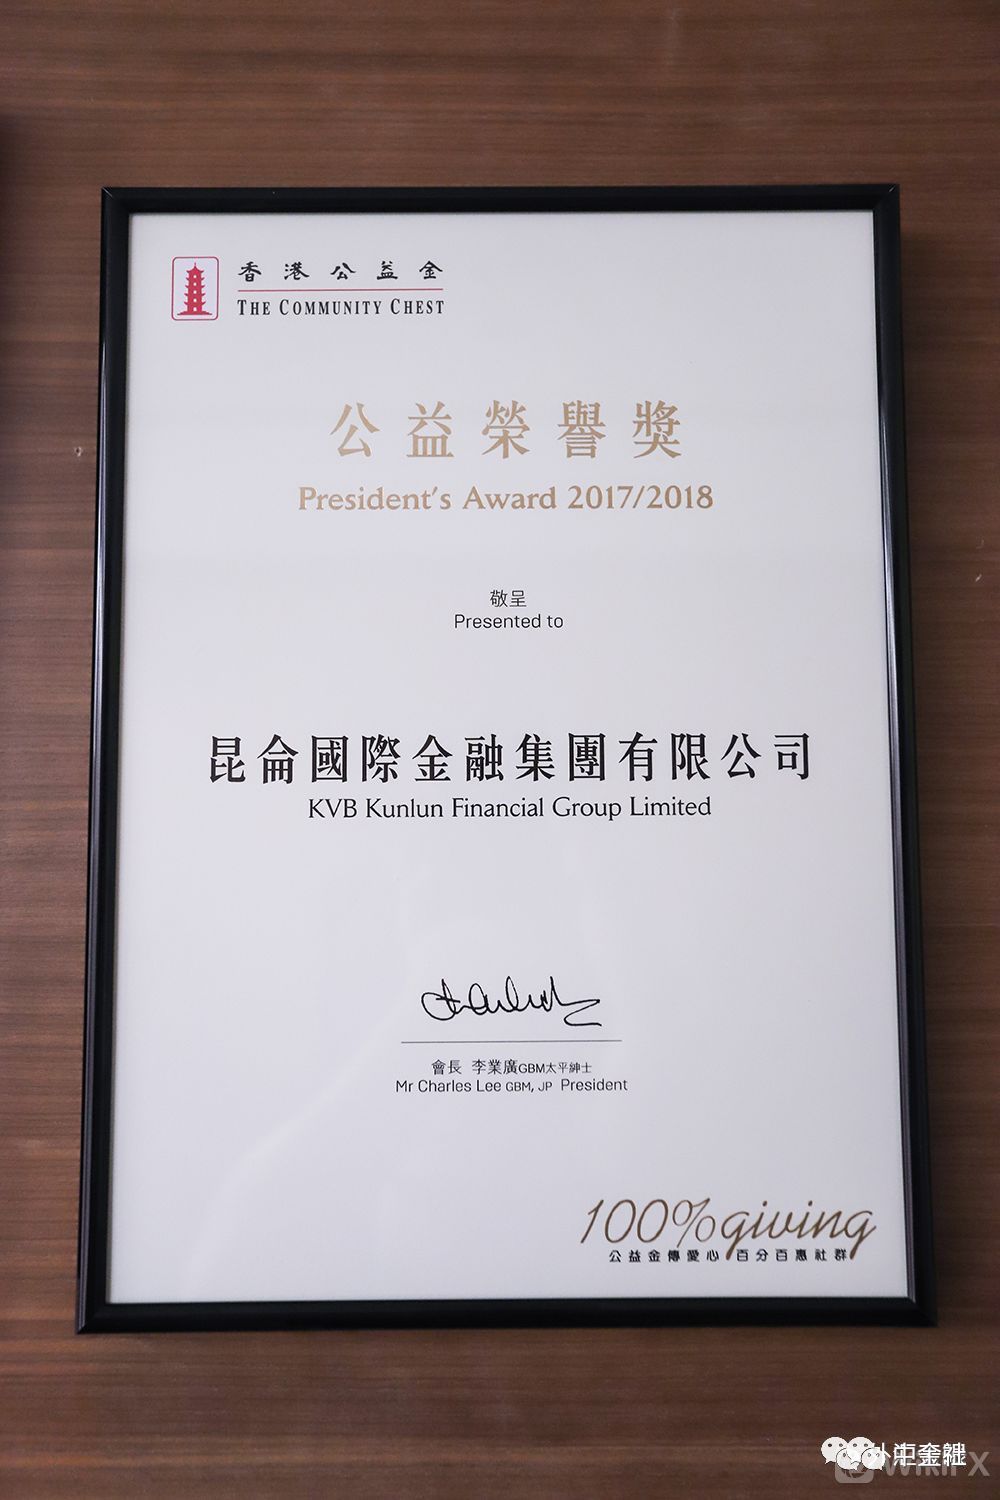 香港公益金
THE COMMUNITY CHEST
公益榮譽獎
President's Award 2017/2018
敬呈
Presented to
昆侖國際金融集團有限公司
KVB Kunlun Financial Group Limited
會長 李業廣GBM太平紳士
Mr Charles Lee GBM, JP President
100%giving
公益金傳愛心 百分百惠社群
WikiFX